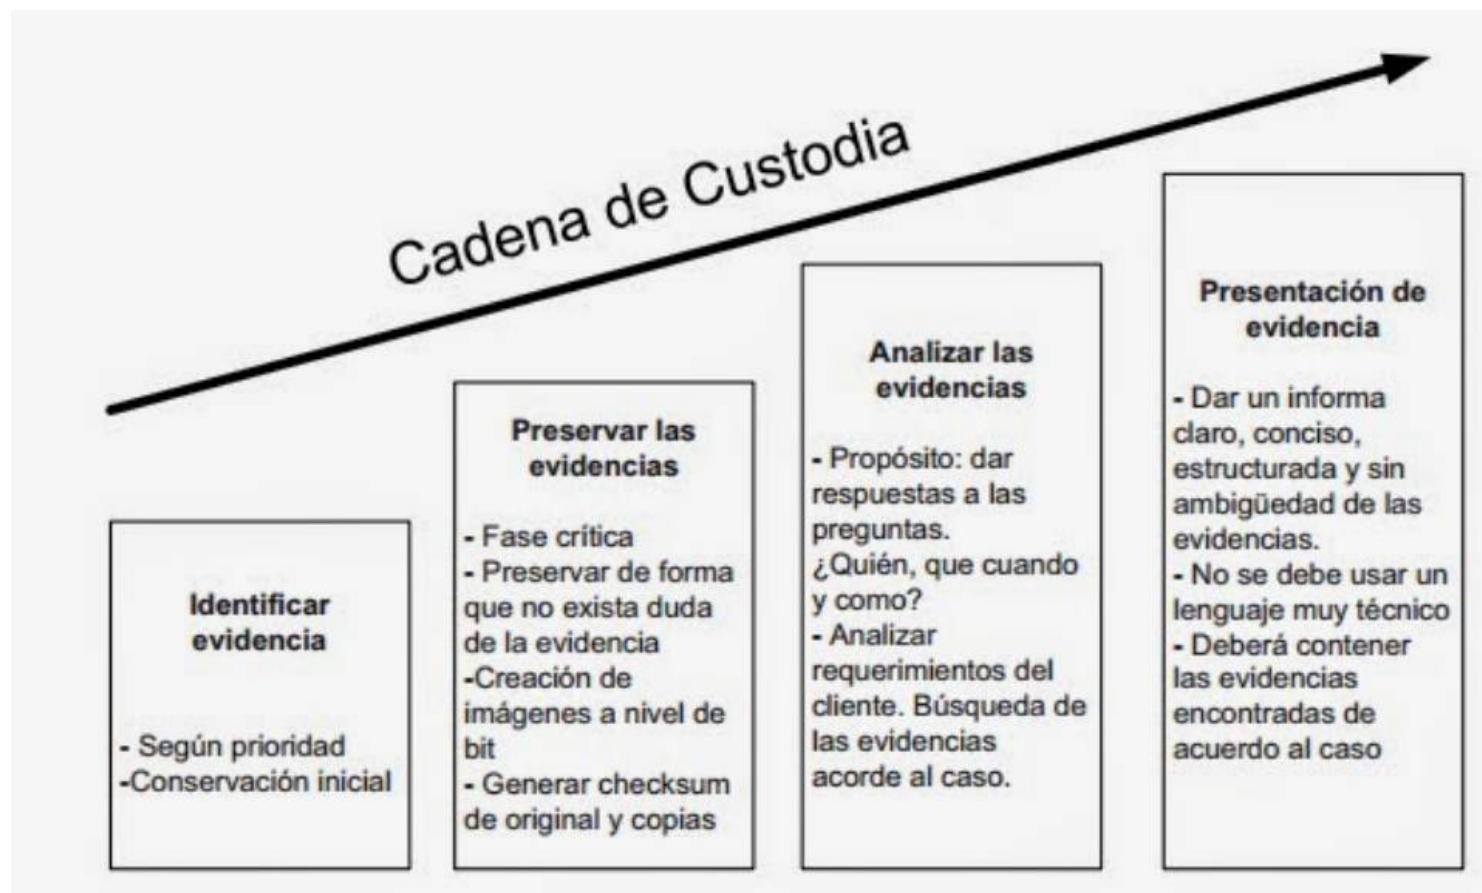 Cadena de Custodia
Identificar
evidencia
- Según prioridad
-Conservación inicial
Preservar las
evidencias
- Fase crítica
- Preservar de forma
que no exista duda
de la evidencia
-Creación de
imágenes a nivel de
bit
- Generar checksum
de original y copias
Analizar las
evidencias
- Propósito: dar
respuestas a las
preguntas.
¿Quién, que cuando
y como?
- Analizar
requerimientos del
cliente. Búsqueda de
las evidencias
acorde al caso.
Presentación de
evidencia
- Dar un informa
claro, conciso,
estructurada y sin
ambigüedad de las
evidencias.
- No se debe usar un
lenguaje muy técnico
- Deberá contener
las evidencias
encontradas de
acuerdo al caso